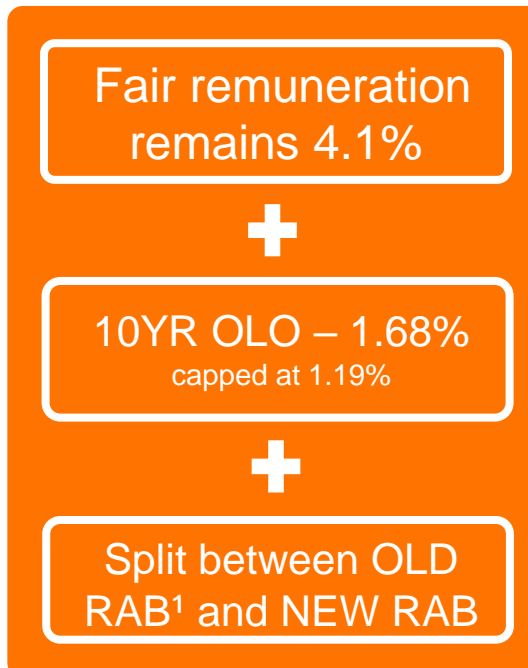 Fair remuneration
remains 4.1%
+
10YR OLO – 1.68%
capped at 1.19%
+
Split between OLD
RAB¹ and NEW RAB